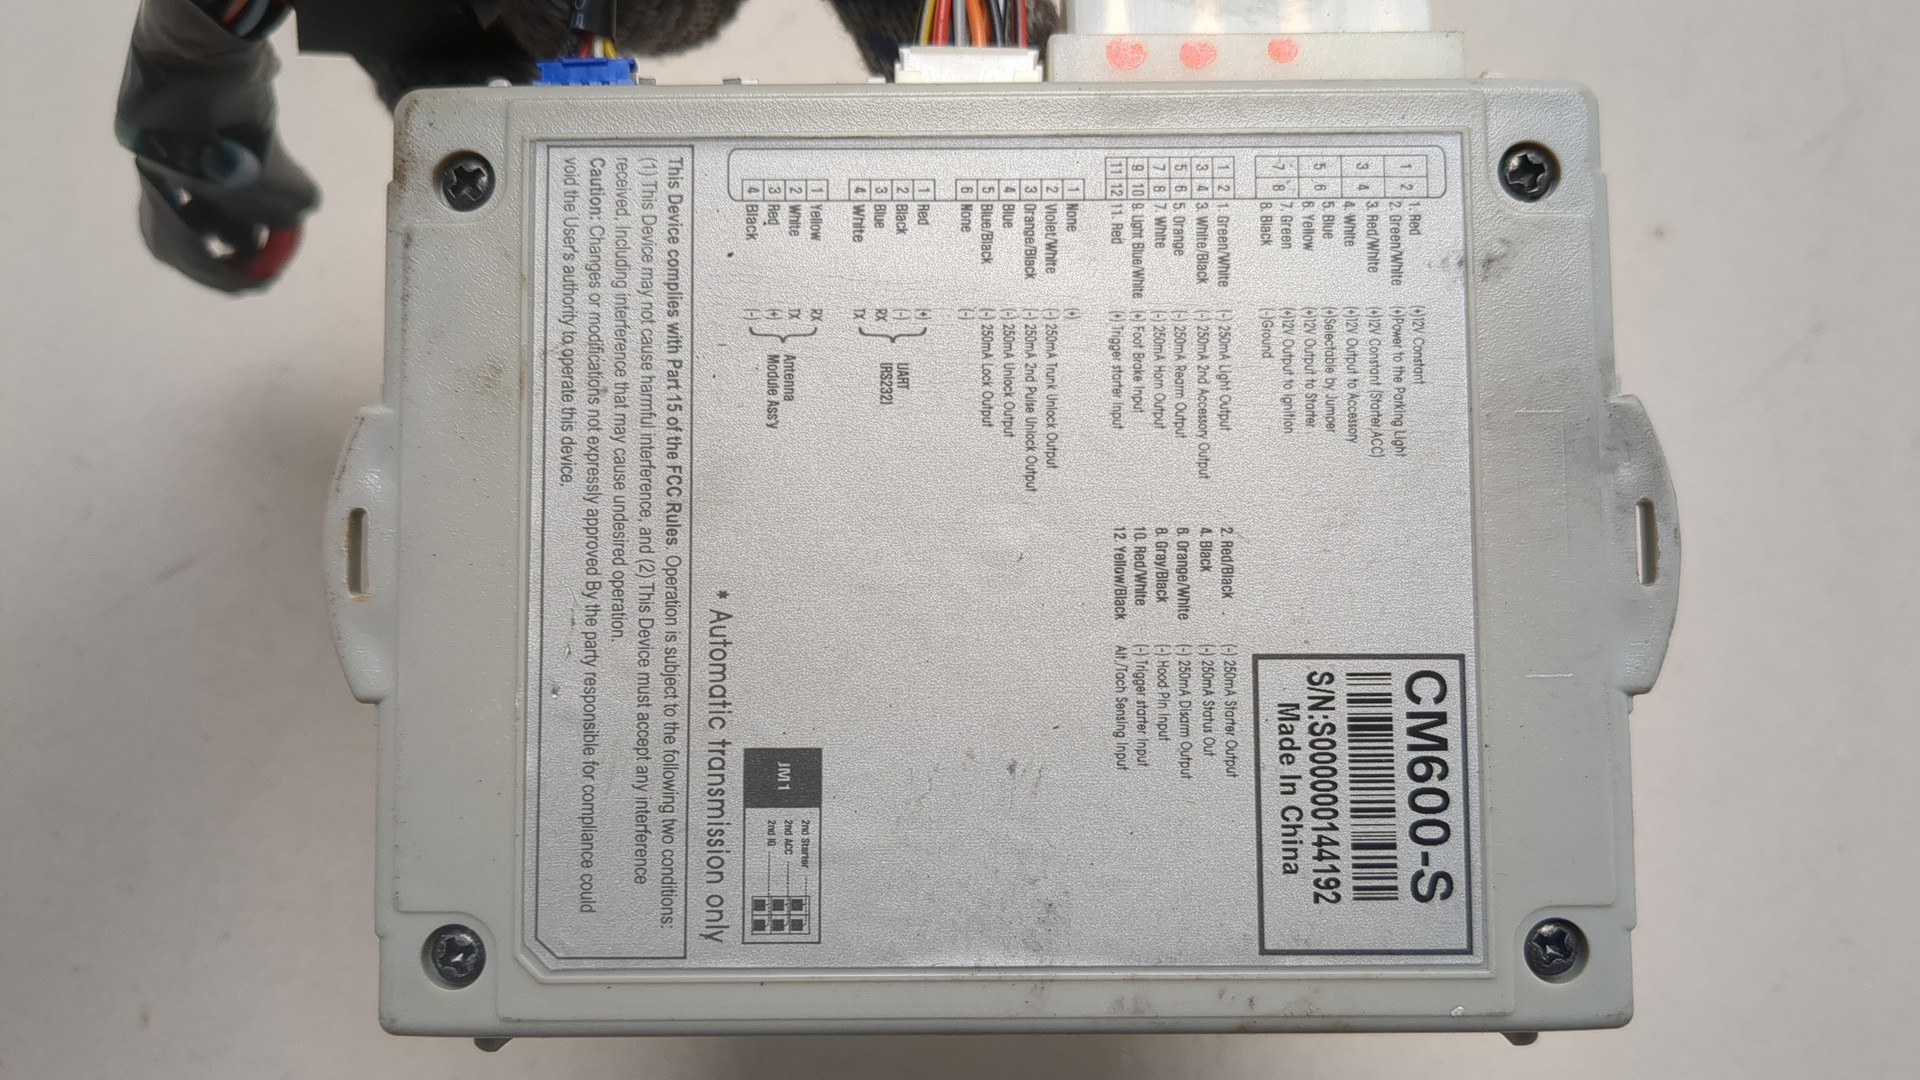 CM600-S
S/N:S000000144192
Made In China
1 2
3 4
5 6
7 8
1. Red (+)12V Constant
2. Green/White (+)Power to the Parking Light
3. Red/White (+)12V Constant (Starter,ACC)
4. White (+)12V Output to Accessory
5. Blue (+)Selectable by Jumper
6. Yellow (+)12V Output to Starter
7. Green (+)12V Output to Ignition
8. Black (-)Ground
1 2 1. Green/White (-) 250mA Light Output 2. Red/Black (-) 250mA Starter Output
3 4 3. White/Black (-) 250mA 2nd Accessory Output 4. Black (-) 250mA Status Out
5 6 5. Orange (-) 250mA Rearm Output 6. Orange/White (-) 250mA Disarm Output
7 8 7. White (-) 250mA Horn Output 8. Gray/Black (-) Hood Pin Input
9 10 9. Light Blue/White (+) Foot Brake Input 10. Red/White (-) Trigger starter Input
11 12 11. Red (+) Trigger starter Input 12. Yellow/Black Alt /Tach Sensing Input
1 None (+)
2 Violet/White (-) 250mA Trunk Unlock Output
3 Orange/Black (-) 250mA 2nd Pulse Unlock Output
4 Blue (-) 250mA Unlock Output
5 Blue/Black (-) 250mA Lock Output
6 None (-)
1 Red (+)
2 Black (-)
3 Blue RX
4 White TX
UART
(RS232)
1 Yellow RX
2 White TX
3 Red (+)
4 Black (-)
Antenna
Module Ass'y
JM1
2nd Starter
2nd ACC
2nd IG
* Automatic transmission only
This Device complies with Part 15 of the FCC Rules. Operation is subject to the following two conditions:
(1) This Device may not cause harmful interference, and (2) This Device must accept any interference
received, Including interference that may cause undesired operation.
Caution: Changes or modifications not expressly approved By the party responsible for compliance could
void the User's authority to operate this device.